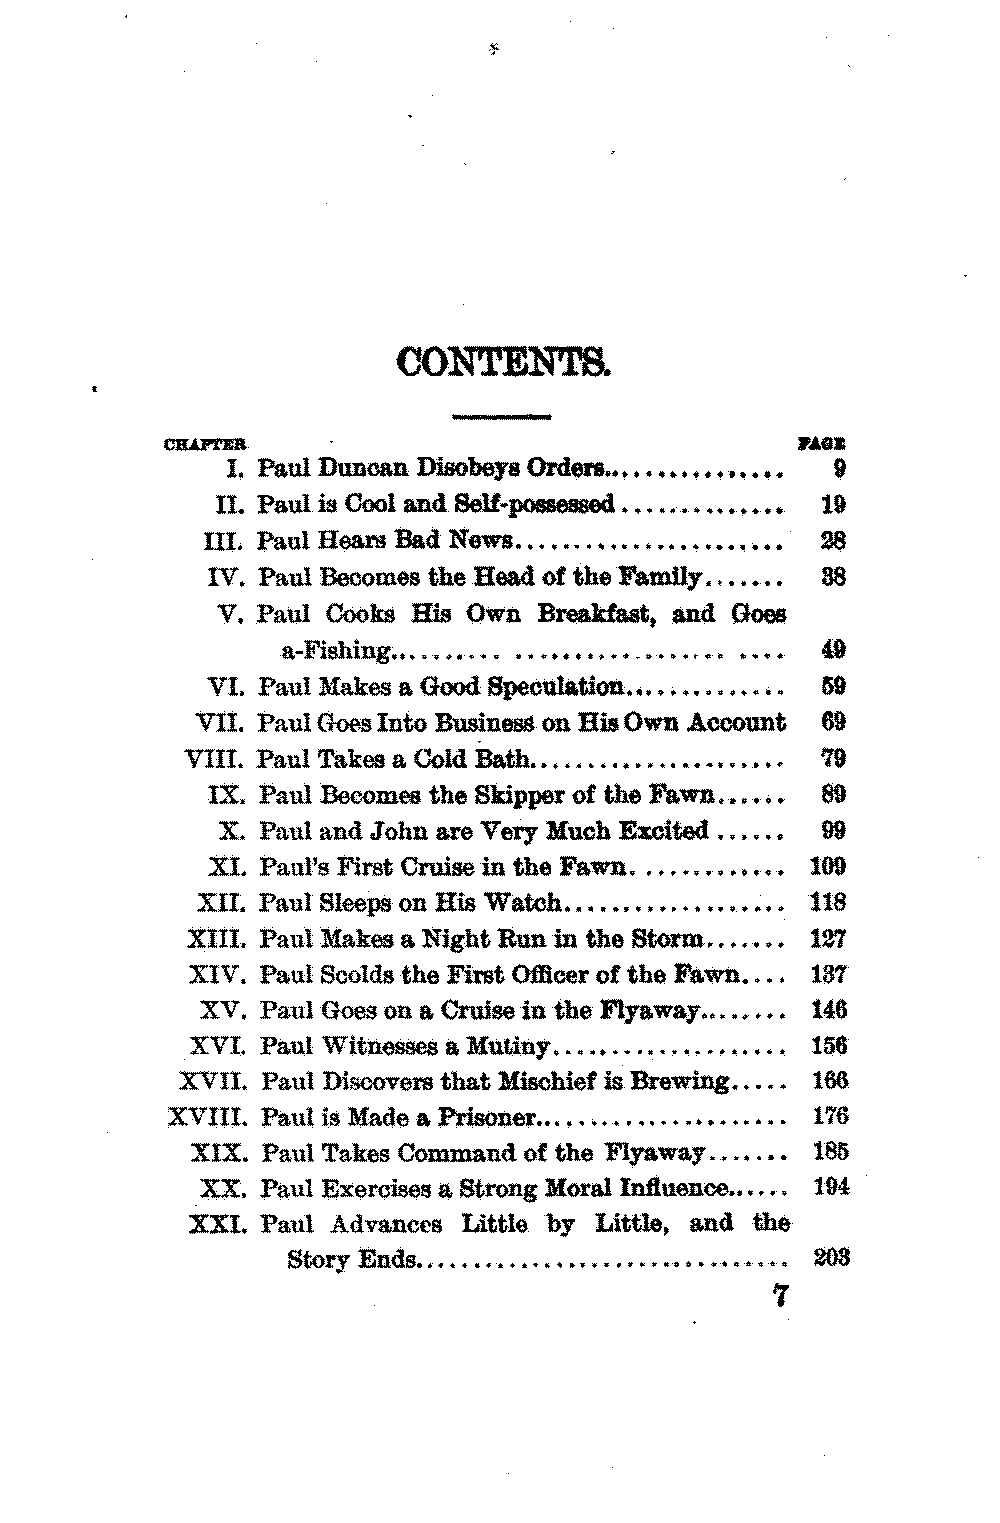 CONTENTS.
CHAPTER PAGE
I. Paul Duncan Disobeys Orders............... 9
II. Paul is Cool and Self-possessed.............. 19
III. Paul Hears Bad News....................... 28
IV. Paul Becomes the Head of the Family....... 38
V. Paul Cooks His Own Breakfast, and Goes
a-Fishing.......... .................. .... 49
VI. Paul Makes a Good Speculation.............. 59
VII. Paul Goes Into Business on His Own Account 69
VIII. Paul Takes a Cold Bath...................... 79
IX. Paul Becomes the Skipper of the Fawn...... 89
X. Paul and John are Very Much Excited ...... 99
XI. Paul's First Cruise in the Fawn............. 109
XII. Paul Sleeps on His Watch................... 118
XIII. Paul Makes a Night Run in the Storm....... 127
XIV. Paul Scolds the First Officer of the Fawn.... 137
XV. Paul Goes on a Cruise in the Flyaway........ 146
XVI. Paul Witnesses a Mutiny.................... 156
XVII. Paul Discovers that Mischief is Brewing..... 166
XVIII. Paul is Made a Prisoner...................... 176
XIX. Paul Takes Command of the Flyaway....... 185
XX. Paul Exercises a Strong Moral Influence...... 194
XXI. Paul Advances Little by Little, and the
Story Ends................................ 203
7